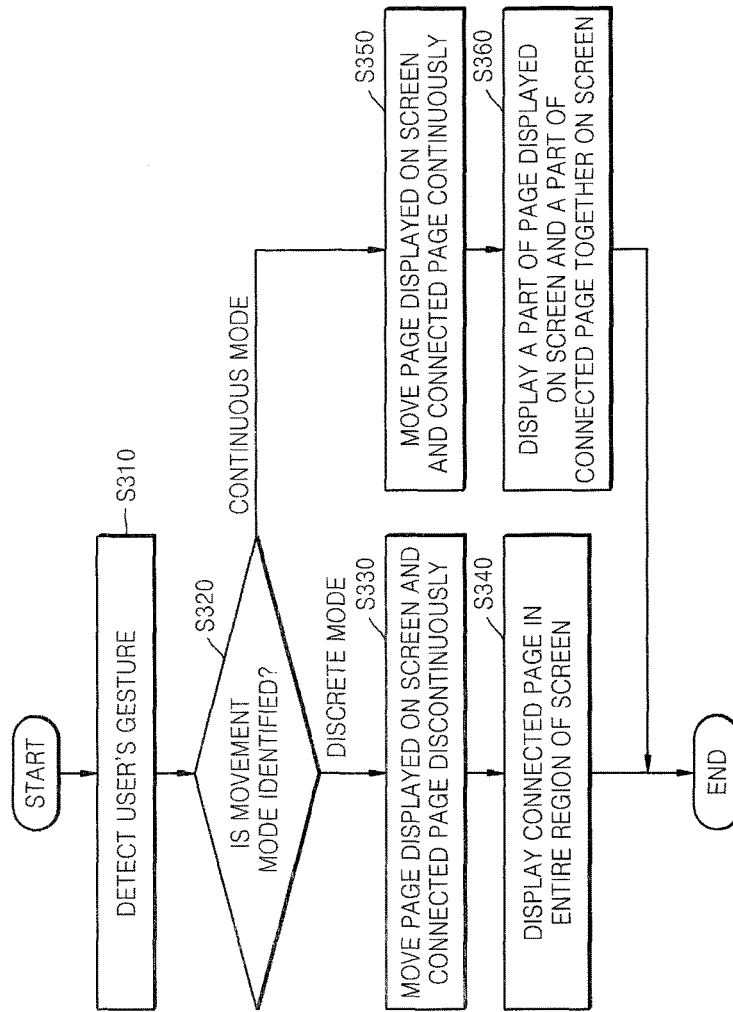 START
S310
DETECT USER'S GESTURE
S320
IS MOVEMENT
MODE IDENTIFIED?
CONTINUOUS MODE
DISCRETE MODE
S330
MOVE PAGE DISPLAYED ON SCREEN AND
CONNECTED PAGE DISCONTINUOUSLY
S340
DISPLAY CONNECTED PAGE IN
ENTIRE REGION OF SCREEN
S350
MOVE PAGE DISPLAYED ON SCREEN
AND CONNECTED PAGE CONTINUOUSLY
S360
DISPLAY A PART OF PAGE DISPLAYED
ON SCREEN AND A PART OF
CONNECTED PAGE TOGETHER ON SCREEN
END